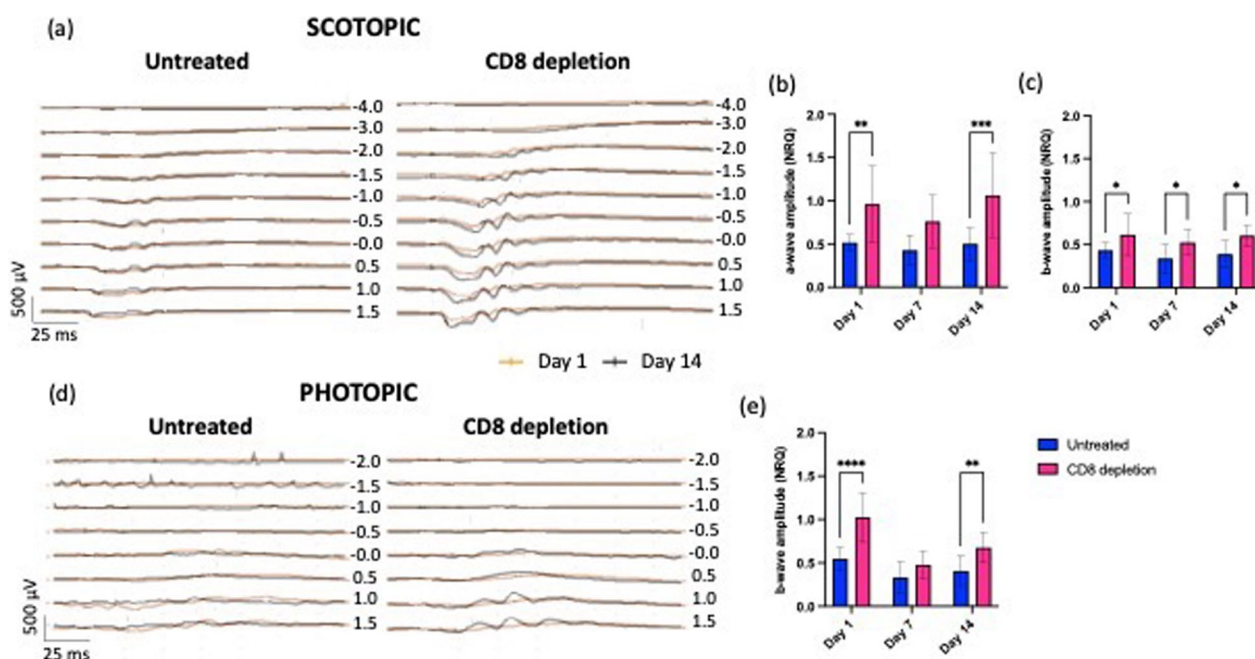 (a)
SCOTOPIC
Untreated
CD8 depletion
-4.0
-3.0
-2.0
-1.5
-1.0
-0.5
-0.0
0.5
1.0
1.5
500 µV
25 ms
-4.0
-3.0
-2.0
-1.5
-1.0
-0.5
-0.0
0.5
1.0
1.5
(b)
a-wave amplitude (NRQ)
2.0
1.5
1.0
0.5
0.0
**
***
Day 1
Day 7
Day 14
(c)
b-wave amplitude (NRQ)
2.0
1.5
1.0
0.5
0.0
*
*
*
Day 1
Day 7
Day 14
Day 1
Day 14
(d)
PHOTOPIC
Untreated
CD8 depletion
-2.0
-1.5
-1.0
-0.5
-0.0
0.5
1.0
1.5
500 µV
25 ms
-2.0
-1.5
-1.0
-0.5
-0.0
0.5
1.0
1.5
(e)
b-wave amplitude (NRQ)
2.0
1.5
1.0
0.5
0.0
****
**
Day 1
Day 7
Day 14
Untreated
CD8 depletion